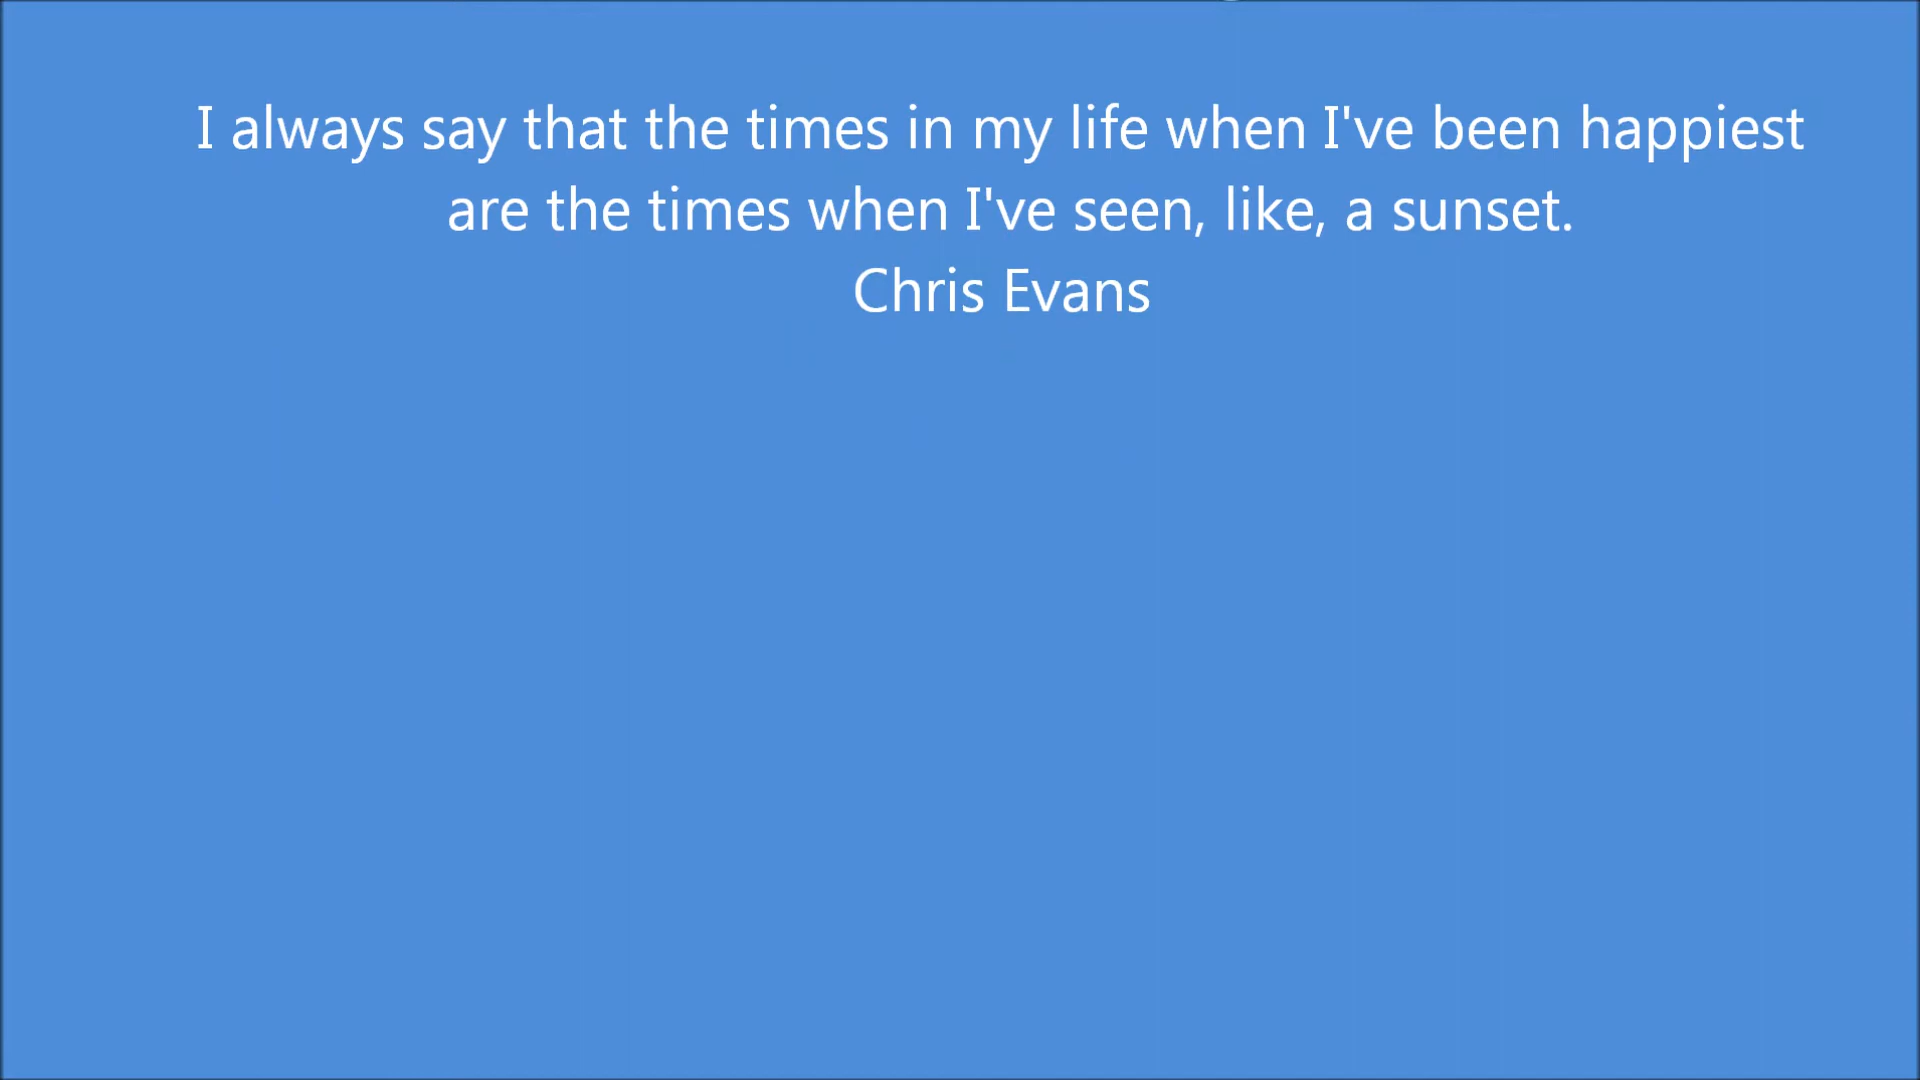 I always say that the times in my life when I've been happiest
are the times when I've seen, like, a sunset.
Chris Evans